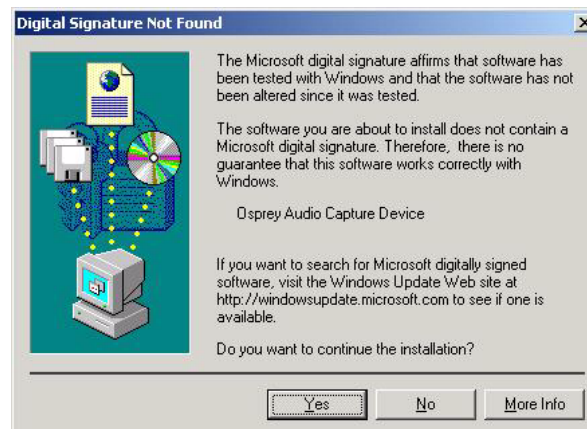 Digital Signature Not Found
The Microsoft digital signature affirms that software has
been tested with Windows and that the software has not
been altered since it was tested.
The software you are about to install does not contain a
Microsoft digital signature. Therefore, there is no
guarantee that this software works correctly with
Windows.
Osprey Audio Capture Device
If you want to search for Microsoft digitally signed
software, visit the Windows Update Web site at
http://windowsupdate.microsoft.com to see if one is
available.
Do you want to continue the installation?
Yes No More Info